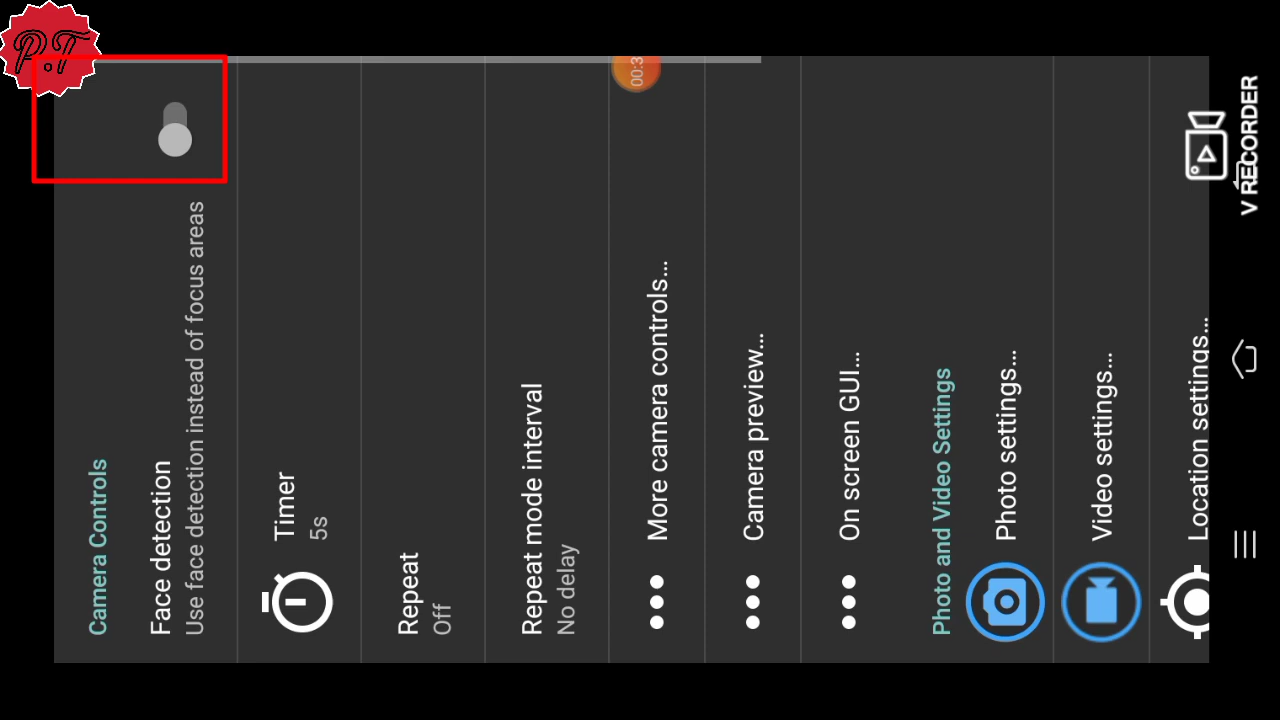 P.T
Camera Controls
Face detection
Use face detection instead of focus areas
Timer
5s
Repeat
Off
Repeat mode interval
No delay
More camera controls...
Camera preview...
On screen GUI...
Photo and Video Settings
Photo settings...
Video settings...
Location settings...
00:3
V RECORDER